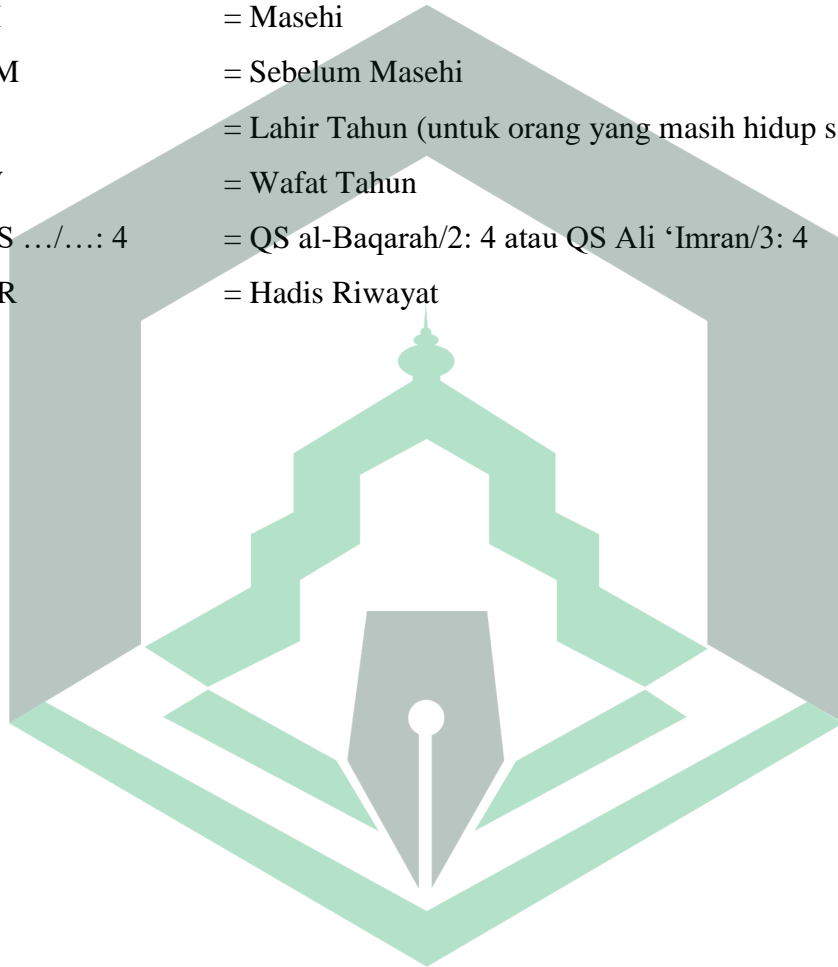 = Masehi
M = Sebelum Masehi
= Lahir Tahun (untuk orang yang masih hidup s
= Wafat Tahun
S …/…: 4 = QS al-Baqarah/2: 4 atau QS Ali ‘Imran/3: 4
R = Hadis Riwayat